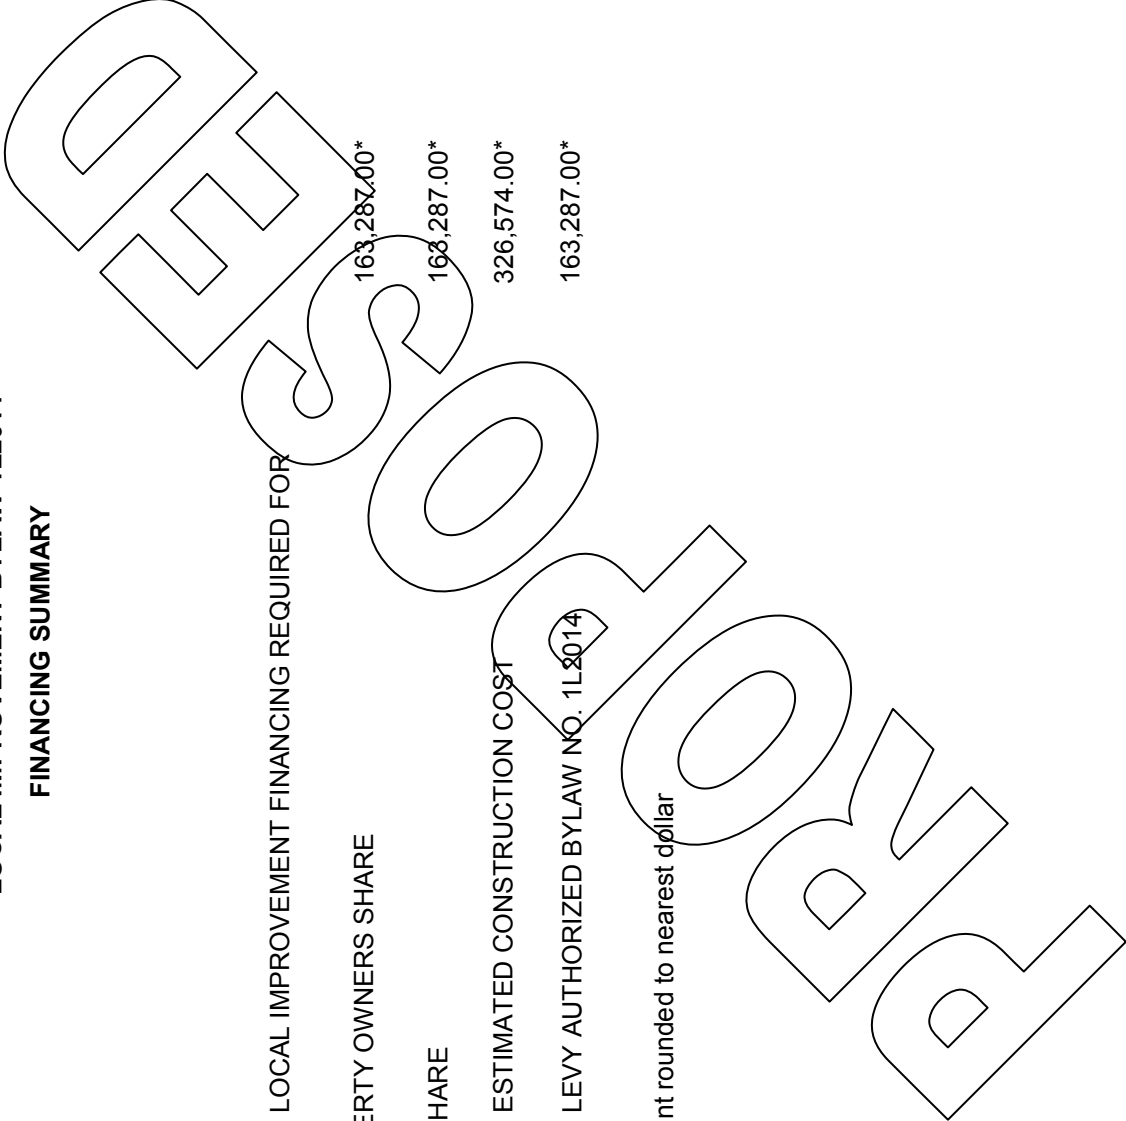 FINANCING SUMMARY
LOCAL IMPROVEMENT FINANCING REQUIRED FOR
ERTY OWNERS SHARE 163,287.00*
HARE 163,287.00*
ESTIMATED CONSTRUCTION COST 326,574.00*
LEVY AUTHORIZED BYLAW NO. 1L2014 163,287.00*
nt rounded to nearest dollar
PROPOSED